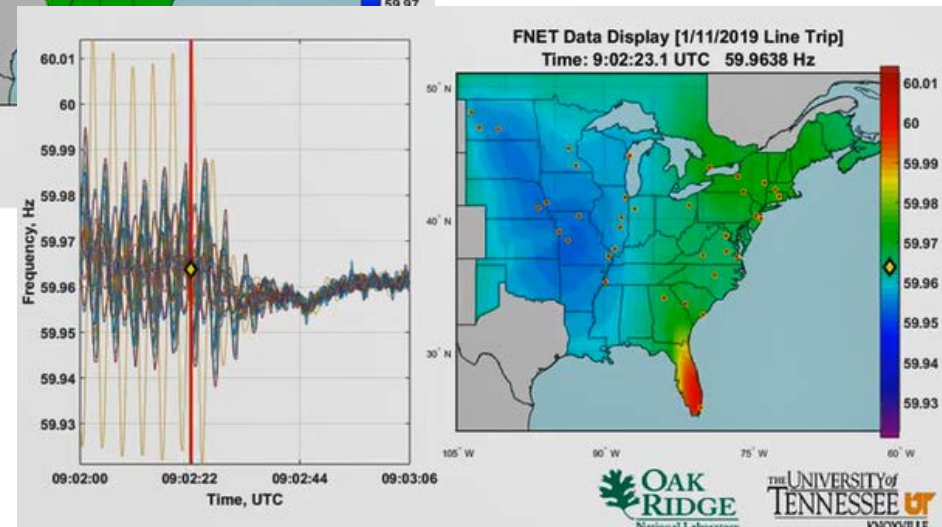 59.97
FNET Data Display [1/11/2019 Line Trip]
Time: 9:02:23.1 UTC 59.9638 Hz
60.01
60
59.99
59.98
59.97
59.96
59.95
59.94
59.93
Frequency, Hz
09:02:00
09:02:22
09:02:44
09:03:06
Time, UTC
50° N
40° N
30° N
105° W
90° W
75° W
60° W
60.01
60
59.99
59.98
59.97
59.96
59.95
59.94
59.93
OAK
RIDGE
National Laboratory
THE UNIVERSITY of
TENNESSEE UT
KNOXVILLE